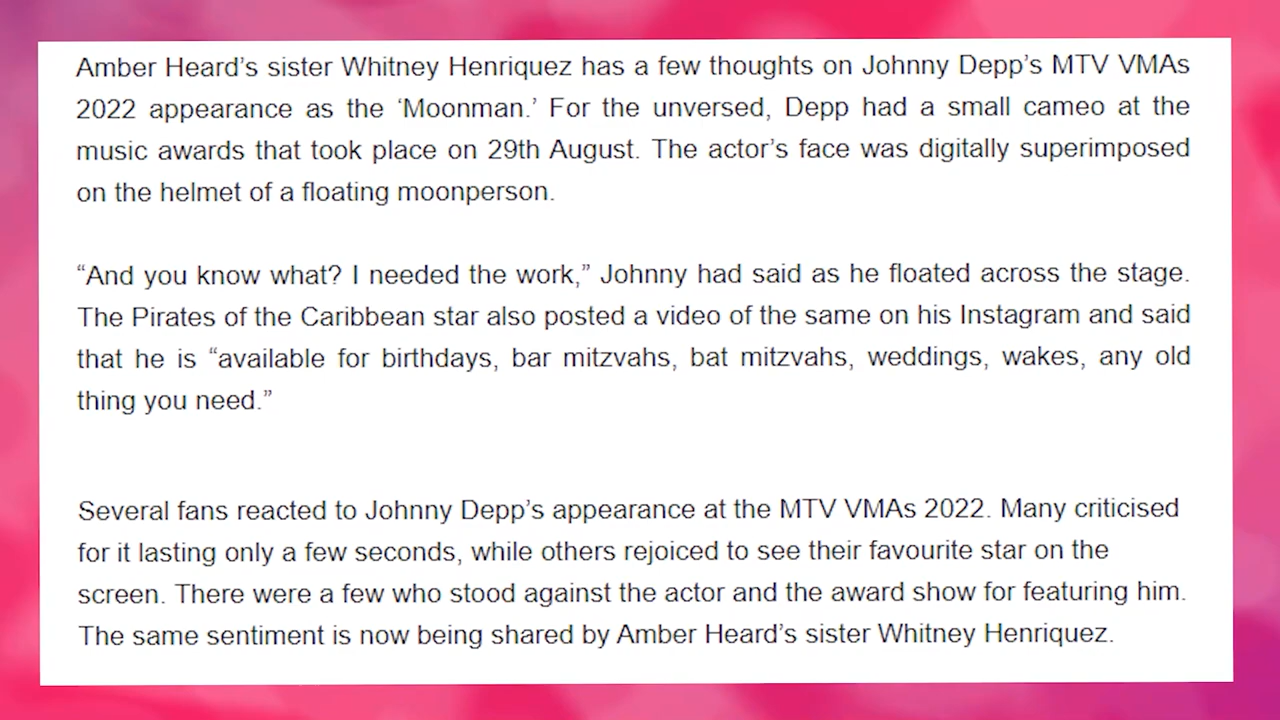 Amber Heard’s sister Whitney Henriquez has a few thoughts on Johnny Depp’s MTV VMAs
2022 appearance as the ‘Moonman.’ For the unversed, Depp had a small cameo at the
music awards that took place on 29th August. The actor’s face was digitally superimposed
on the helmet of a floating moonperson.
“And you know what? I needed the work,” Johnny had said as he floated across the stage.
The Pirates of the Caribbean star also posted a video of the same on his Instagram and said
that he is “available for birthdays, bar mitzvahs, bat mitzvahs, weddings, wakes, any old
thing you need.”
Several fans reacted to Johnny Depp’s appearance at the MTV VMAs 2022. Many criticised
for it lasting only a few seconds, while others rejoiced to see their favourite star on the
screen. There were a few who stood against the actor and the award show for featuring him.
The same sentiment is now being shared by Amber Heard’s sister Whitney Henriquez.